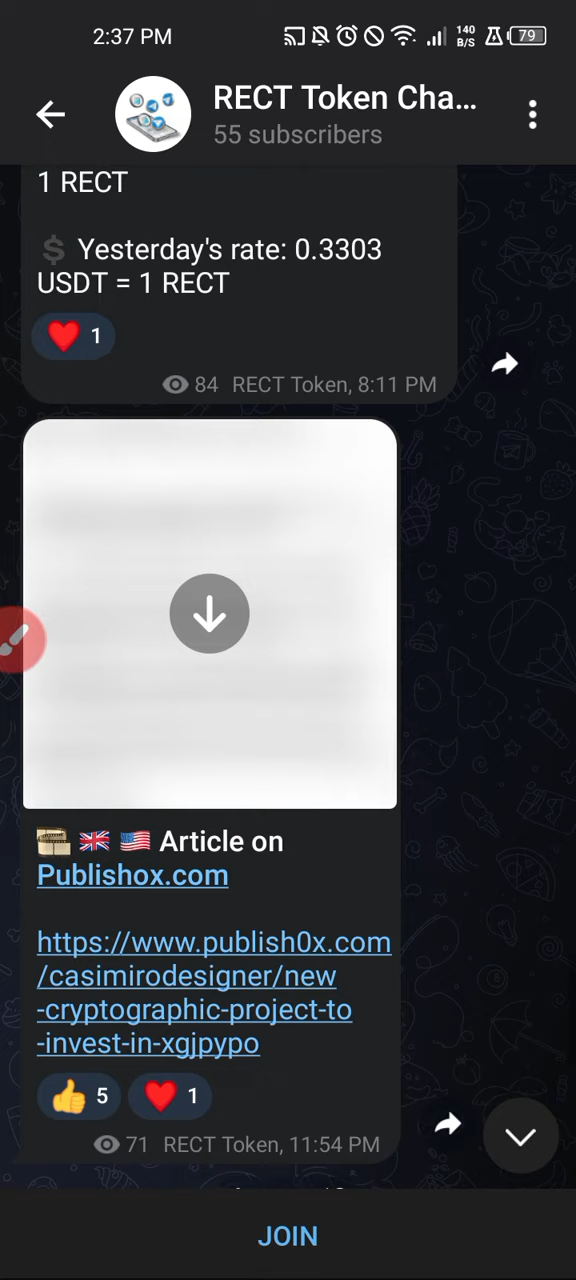 2:37 PM
140
B/S
79
RECT Token Cha...
55 subscribers
1 RECT
$ Yesterday's rate: 0.3303
USDT = 1 RECT
1
84 RECT Token, 8:11 PM
Article on
Publishox.com
https://www.publish0x.com
/casimirodesigner/new
-cryptographic-project-to
-invest-in-xgjpypo
5 1
71 RECT Token, 11:54 PM
JOIN